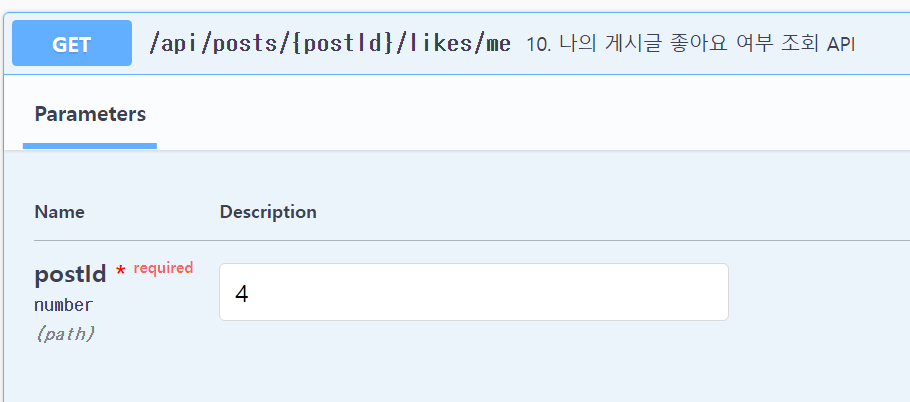 GET /api/posts/{postId}/likes/me 10. 나의 게시글 좋아요 여부 조회 API
Parameters
Name Description
postId * required
number
(path)
4